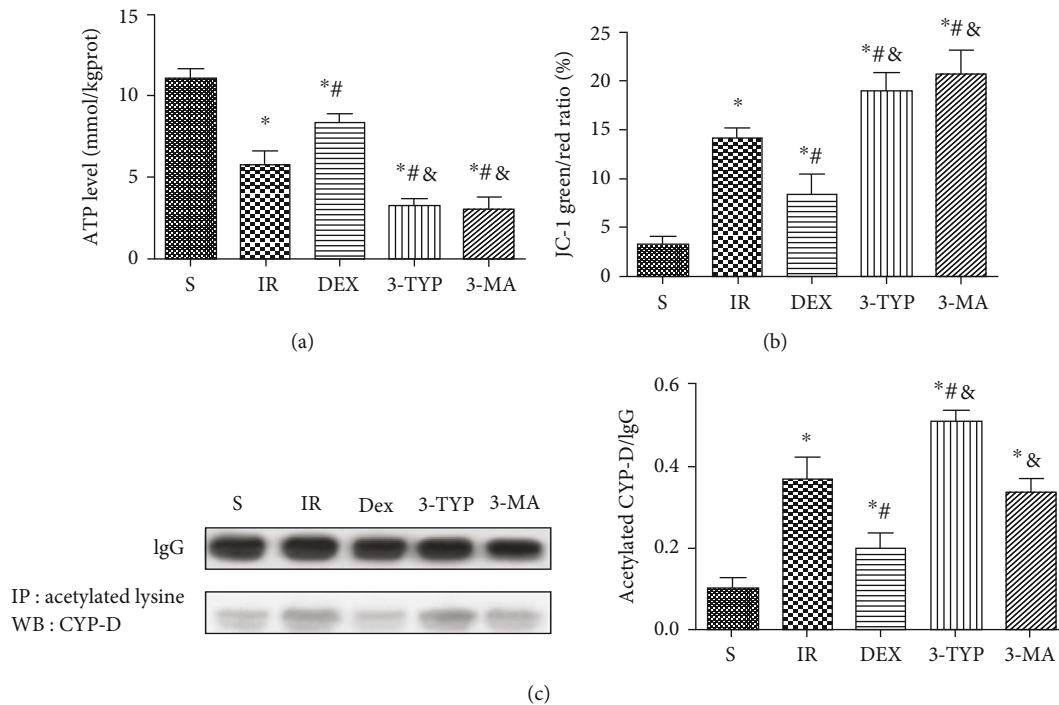 ATP level (mmol/kgprot)
15
10
5
0
*
*#
*# &
*# &
S IR DEX 3-TYP 3-MA
(a)
JC-1 green/red ratio (%)
25
20
15
10
5
0
*
*#
*# &
*# &
S IR DEX 3-TYP 3-MA
(b)
S IR Dex 3-TYP 3-MA
lgG
IP : acetylated lysine
WB : CYP-D
Acetylated CYP-D/lgG
0.6
0.4
0.2
0.0
*
*#
*# &
* &
S IR DEX 3-TYP 3-MA
(c)